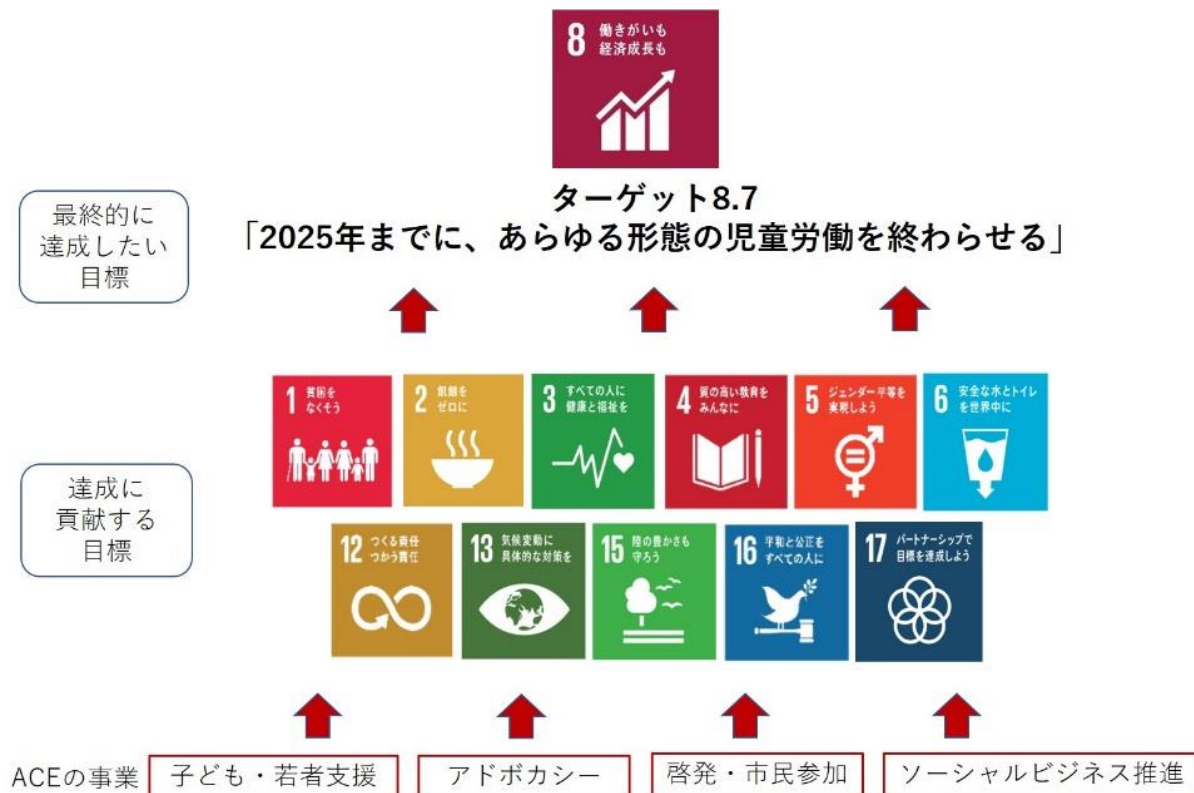 8 働きがいも
経済成長も
ターゲット8.7
「2025年までに、あらゆる形態の児童労働を終わらせる」
最終的に
達成したい
目標
1 貧困を
なくそう
2 飢餓を
ゼロに
3 すべての人に
健康と福祉を
4 質の高い教育を
みんなに
5 ジェンダー平等を
実現しよう
6 安全な水とトイレ
を世界中に
達成に
貢献する
目標
12 つくる責任
つかう責任
13 気候変動に
具体的な対策を
15 陸の豊かさも
守ろう
16 平和と公正を
すべての人に
17 パートナーシップで
目標を達成しよう
ACEの事業 子ども・若者支援 アドボカシー 啓発・市民参加 ソーシャルビジネス推進